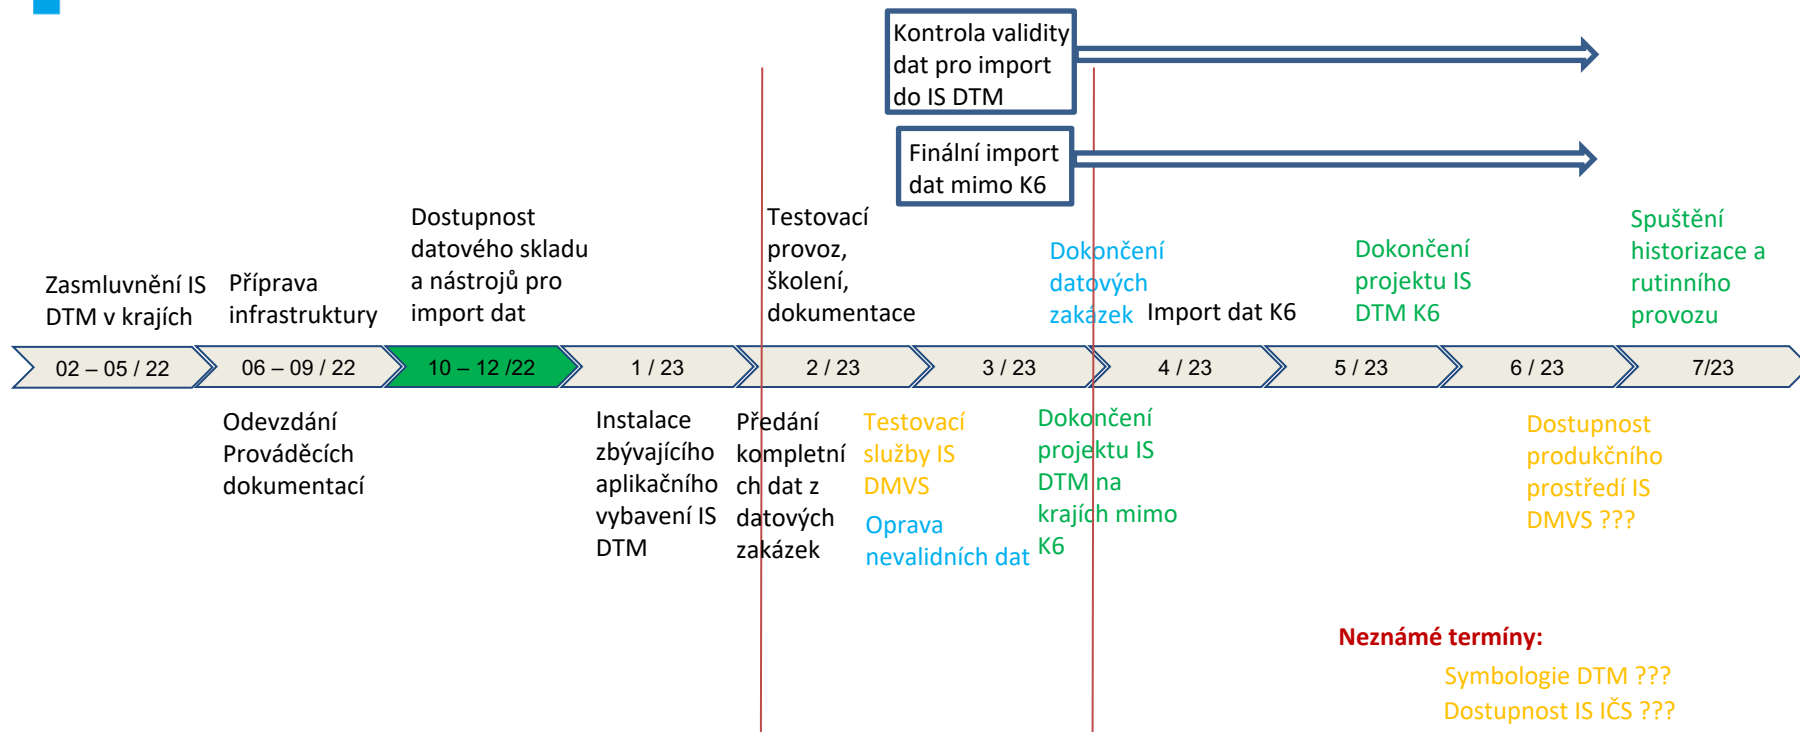 Kontrola validity
dat pro import
do IS DTM
Finální import
dat mimo K6
Zasmluvnění IS
DTM v krajích
Příprava
infrastruktury
Dostupnost
datového skladu
a nástrojů pro
import dat
Testovací
provoz,
školení,
dokumentace
Dokončení
datových
zakázek
Import dat K6
Dokončení
projektu IS
DTM K6
Spuštění
historizace a
rutinního
provozu
02 – 05 / 22
06 – 09 / 22
10 – 12 /22
1 / 23
2 / 23
3 / 23
4 / 23
5 / 23
6 / 23
7/23
Odevzdání
Prováděcích
dokumentací
Instalace
zbývajícího
aplikačního
vybavení IS
DTM
Předání
kompletní
ch dat z
datových
zakázek
Testovací
služby IS
DMVS
Oprava
nevalidních dat
Dokončení
projektu IS
DTM na
krajích mimo
K6
Dostupnost
produkčního
prostředí IS
DMVS ???
Neznámé termíny:
Symbologie DTM ???
Dostupnost IS IČS ???